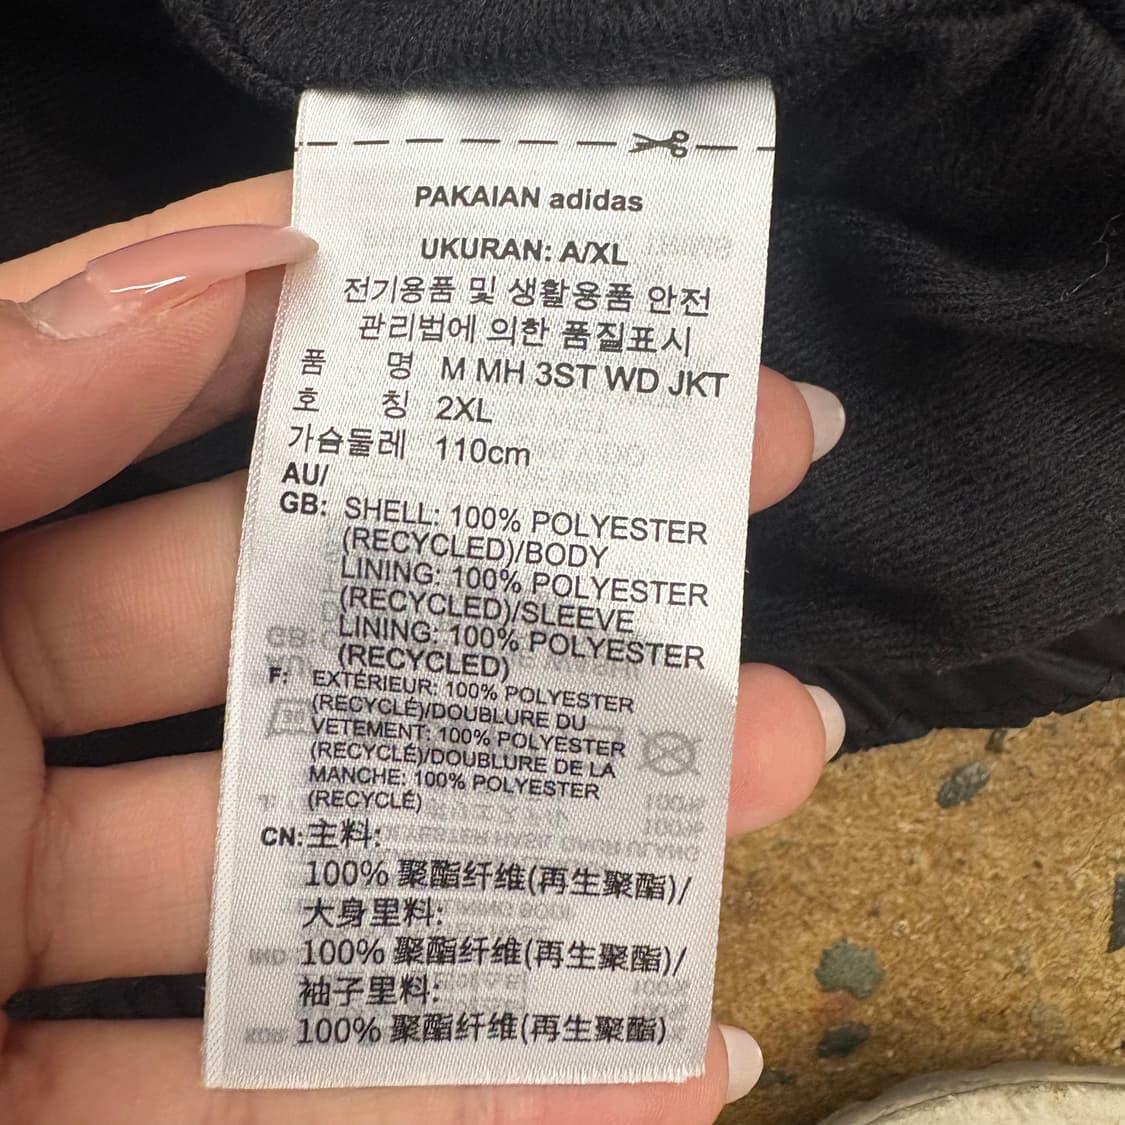 PAKAIAN adidas
UKURAN: A/XL
전기용품 및 생활용품 안전
관리법에 의한 품질표시
품 명 M MH 3ST WD JKT
호 칭 2XL
가슴둘레 110cm
AU/
GB: SHELL: 100% POLYESTER
(RECYCLED)/BODY
LINING: 100% POLYESTER
(RECYCLED)/SLEEVE
LINING: 100% POLYESTER
(RECYCLED)
F: EXTÉRIEUR: 100% POLYESTER
(RECYCLÉ)/DOUBLURE DU
VETEMENT: 100% POLYESTER
(RECYCLÉ)/DOUBLURE DE LA
MANCHE: 100% POLYESTER
(RECYCLÉ)
CN: 主料:
100% 聚酯纤维(再生聚酯)/
大身里料:
100% 聚酯纤维(再生聚酯)/
袖子里料:
100% 聚酯纤维(再生聚酯)